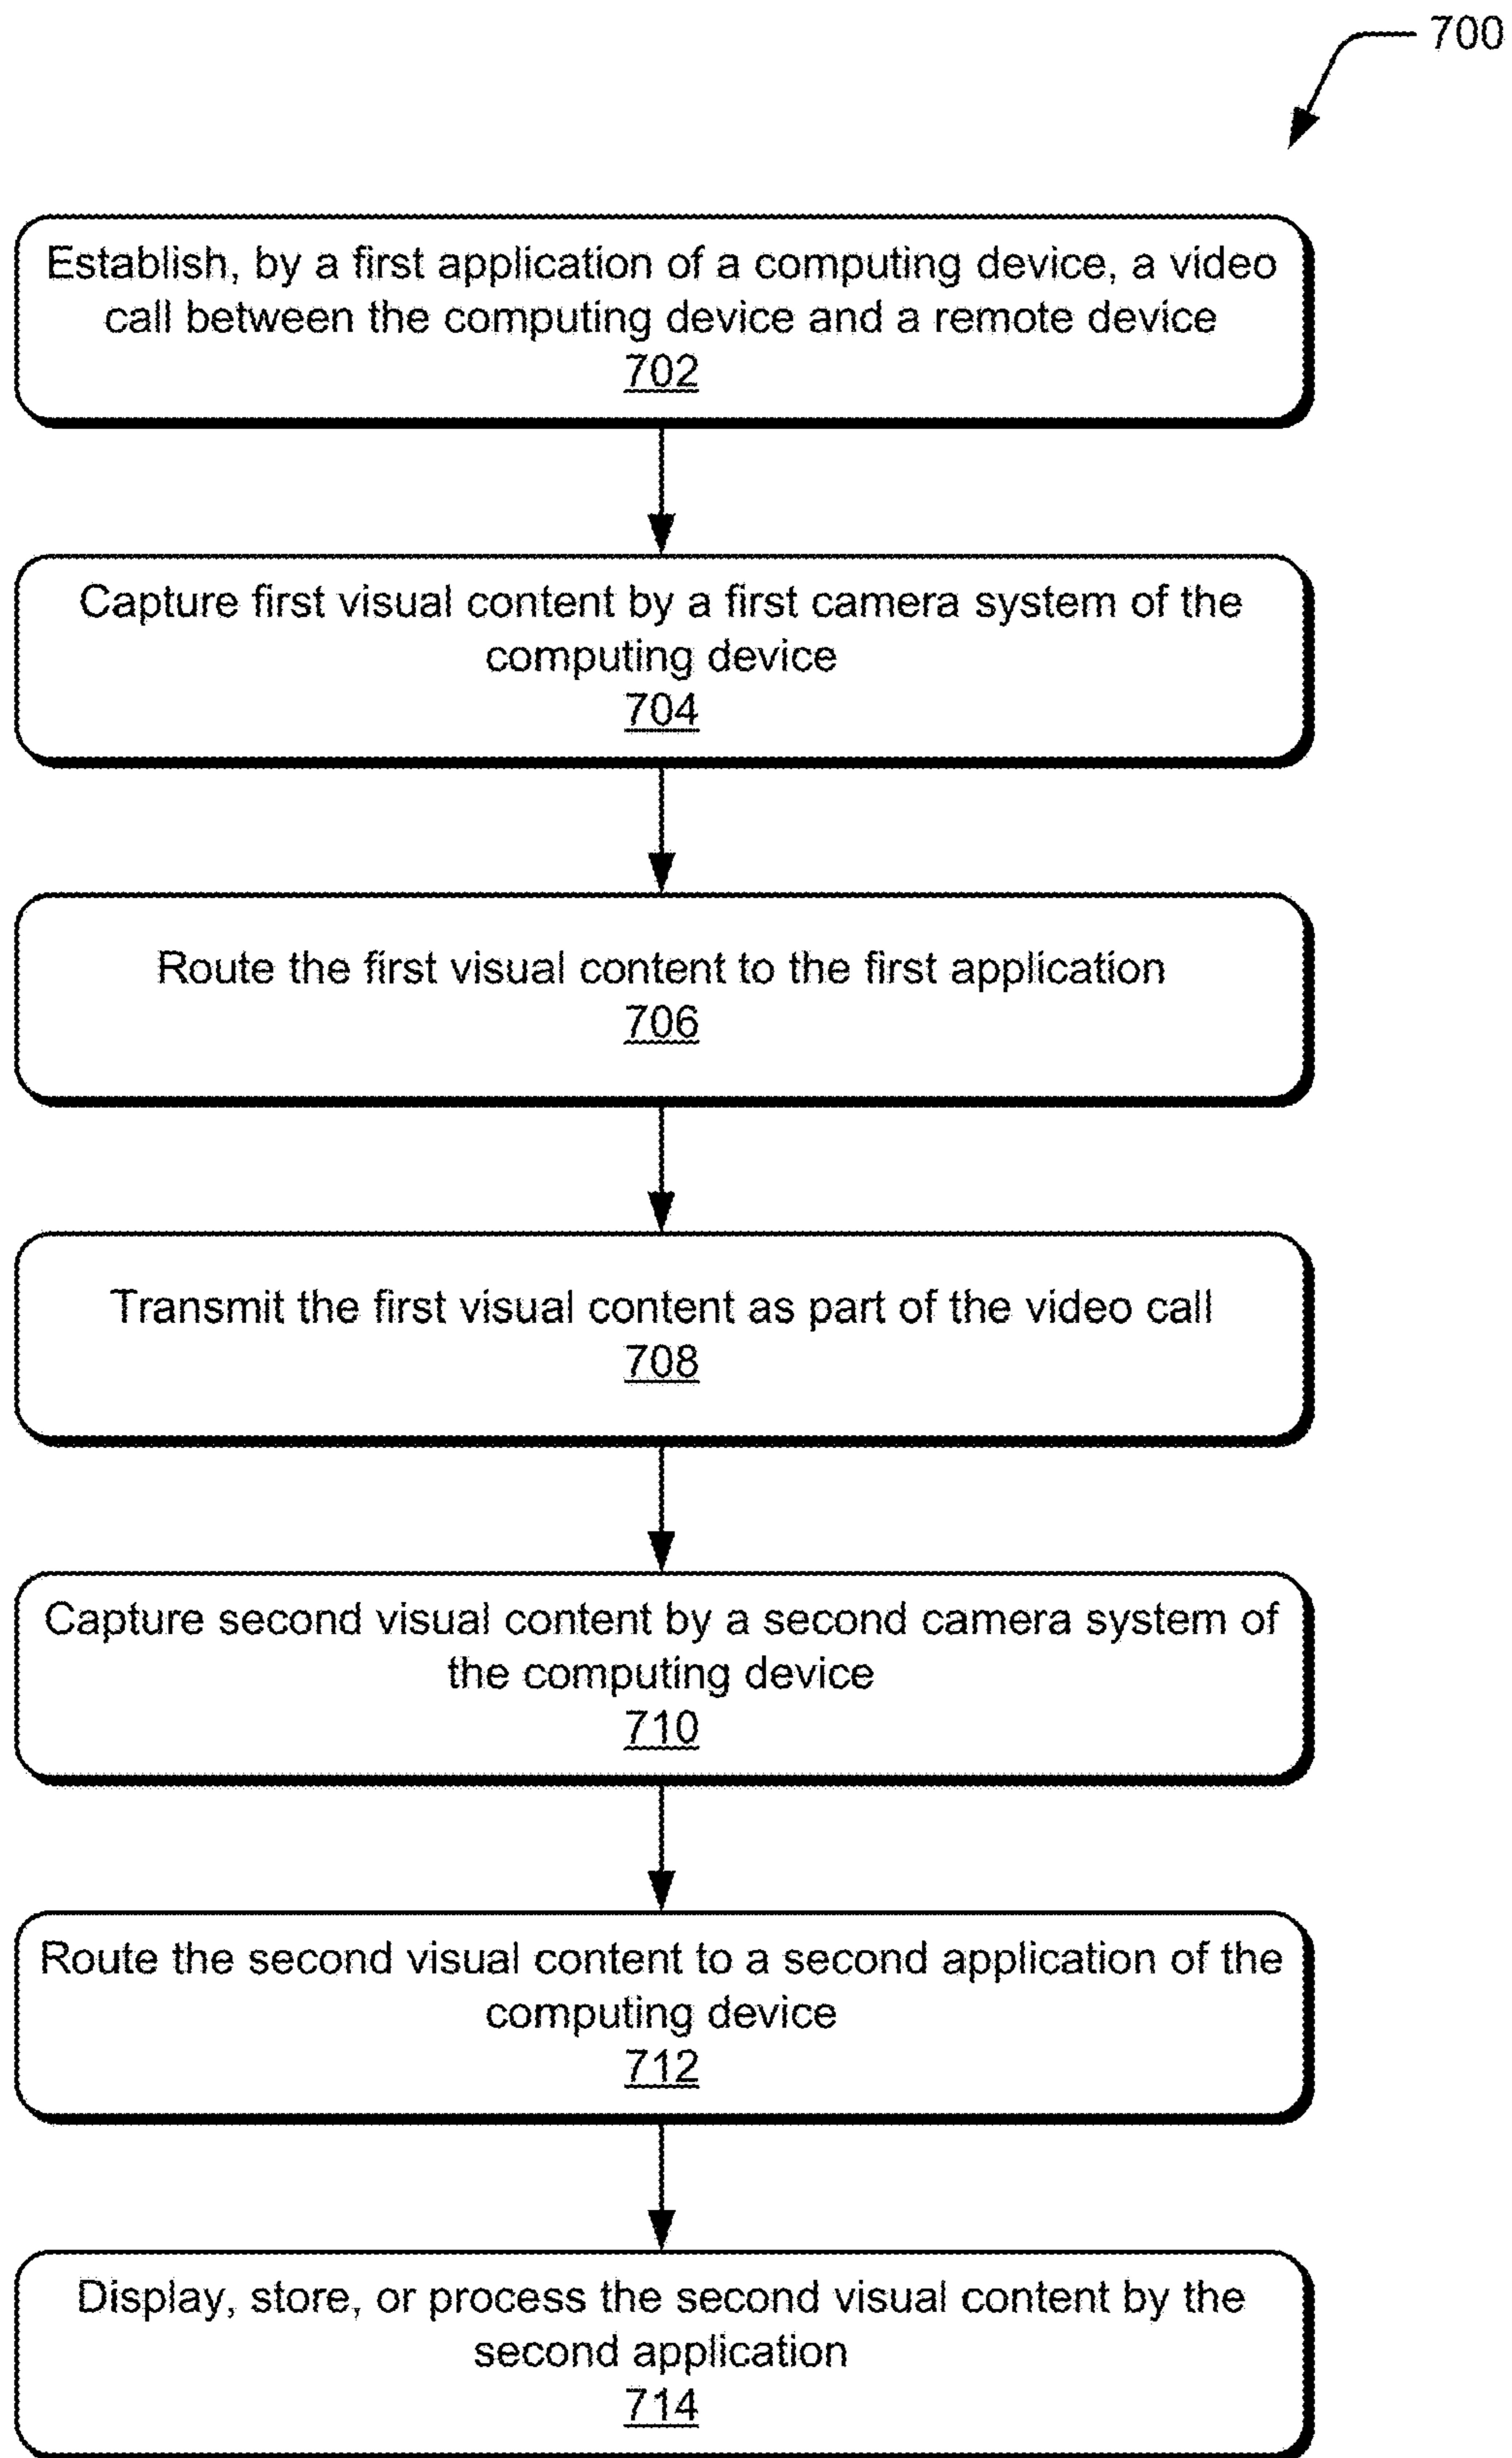 700
Establish, by a first application of a computing device, a video
call between the computing device and a remote device
702
Capture first visual content by a first camera system of the
computing device
704
Route the first visual content to the first application
706
Transmit the first visual content as part of the video call
708
Capture second visual content by a second camera system of
the computing device
710
Route the second visual content to a second application of the
computing device
712
Display, store, or process the second visual content by the
second application
714